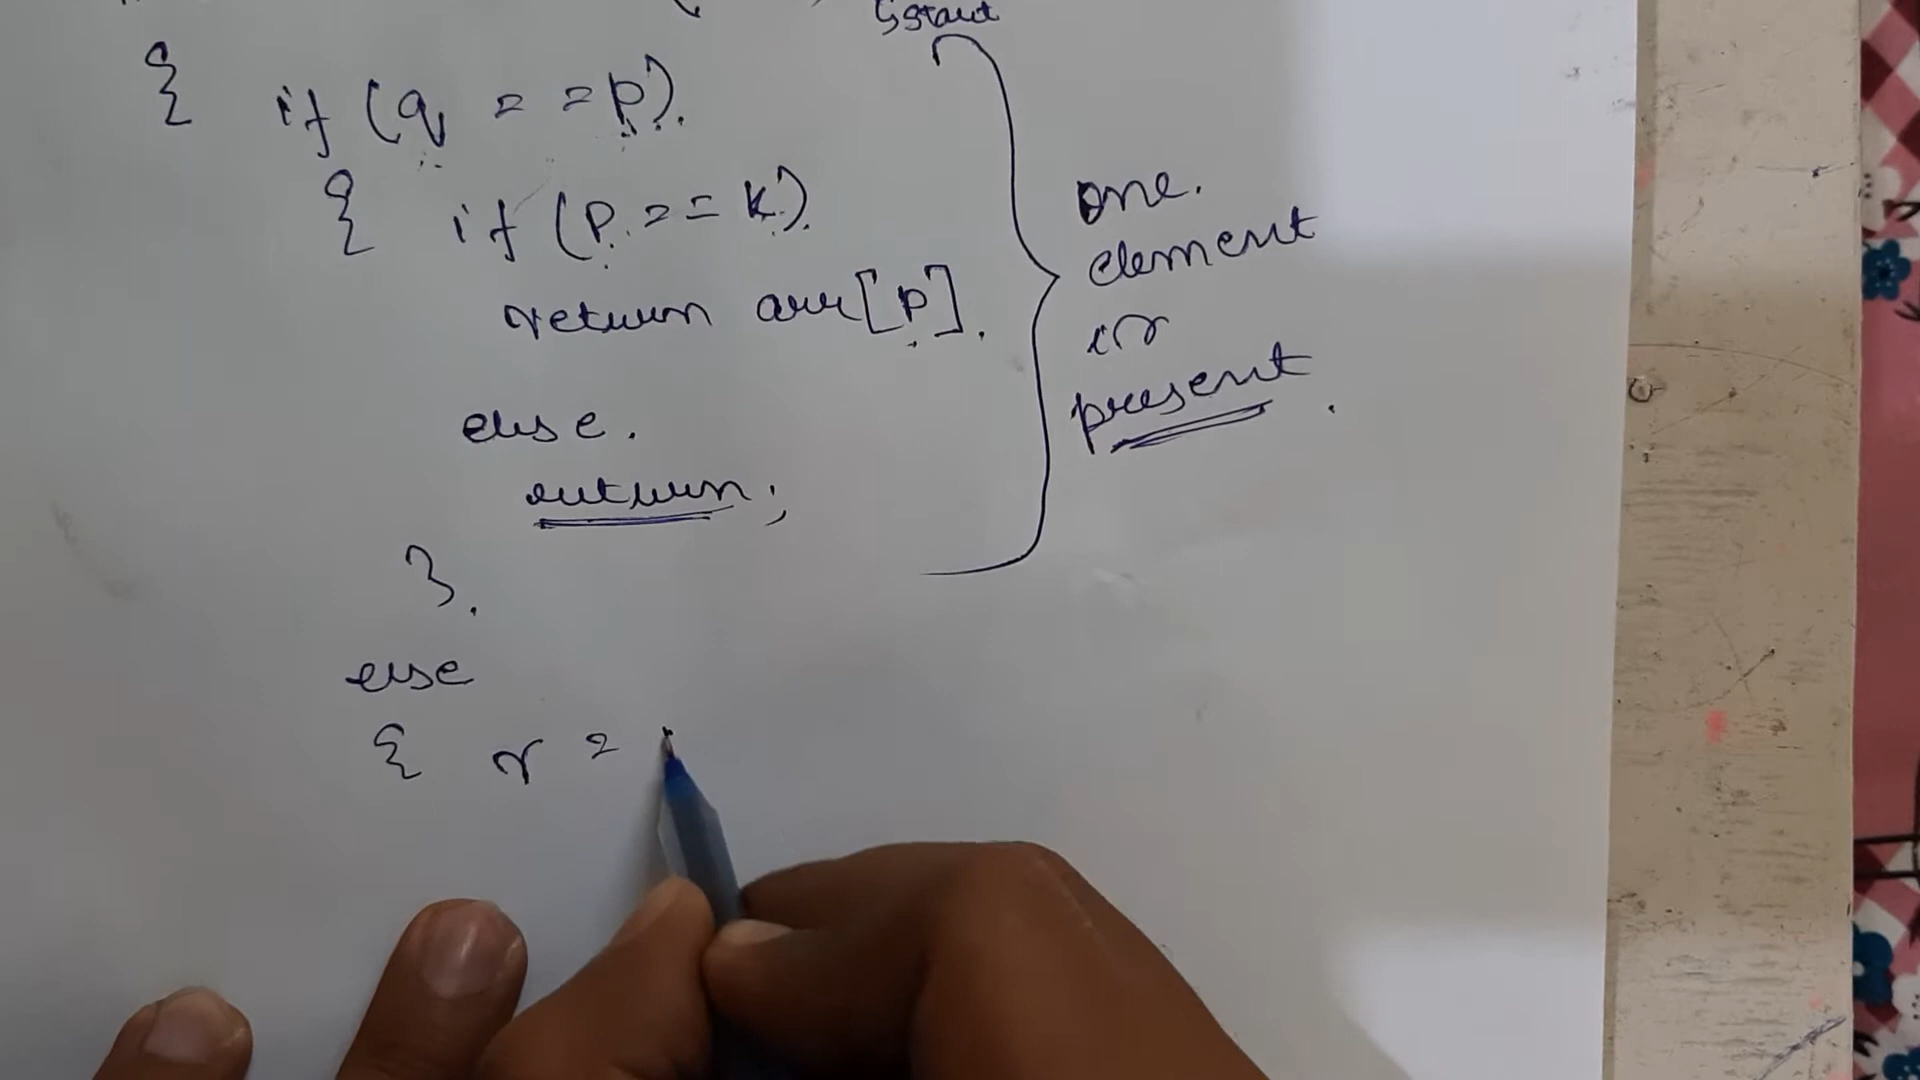 ↳start
{ if (q = = p).
{ if (p. = = k)
return arr[p].
else.
return;
}.
else
{ r =
one.
element
is
present.